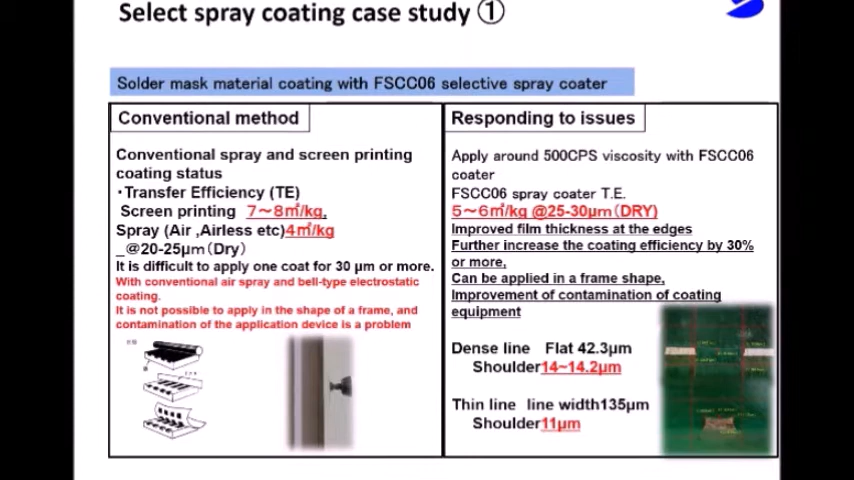 Select spray coating case study ①
Solder mask material coating with FSCC06 selective spray coater
Conventional method
Conventional spray and screen printing
coating status
・Transfer Efficiency (TE)
Screen printing 7～8㎡/kg,
Spray (Air ,Airless etc)4㎡/kg
_@20-25μm（Dry）
It is difficult to apply one coat for 30 μm or more.
With conventional air spray and bell-type electrostatic
coating.
It is not possible to apply in the shape of a frame, and
contamination of the application device is a problem
Responding to issues
Apply around 500CPS viscosity with FSCC06
coater
FSCC06 spray coater T.E.
5～6㎡/kg @25-30μm(DRY)
Improved film thickness at the edges
Further increase the coating efficiency by 30%
or more,
Can be applied in a frame shape,
Improvement of contamination of coating
equipment
Dense line Flat 42.3μm
Shoulder14~14.2μm
Thin line line width135μm
Shoulder11μm